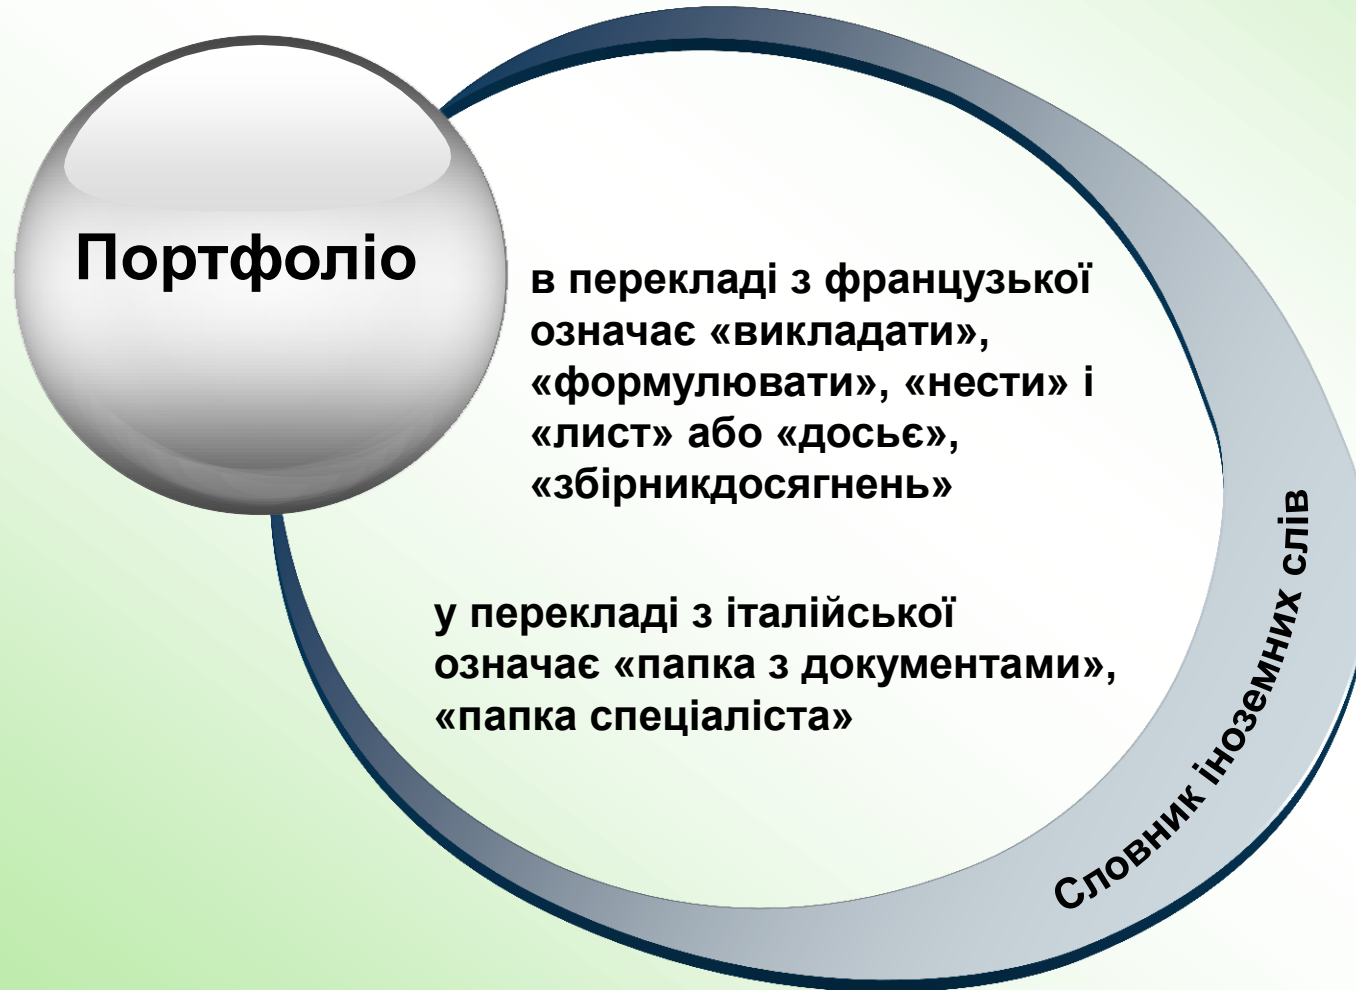 Портфоліо
в перекладі з французької
означає «викладати»,
«формулювати», «нести» і
«лист» або «досьє»,
«збірникдосягнень»
у перекладі з італійської
означає «папка з документами»,
«папка спеціаліста»
Словник іноземних слів